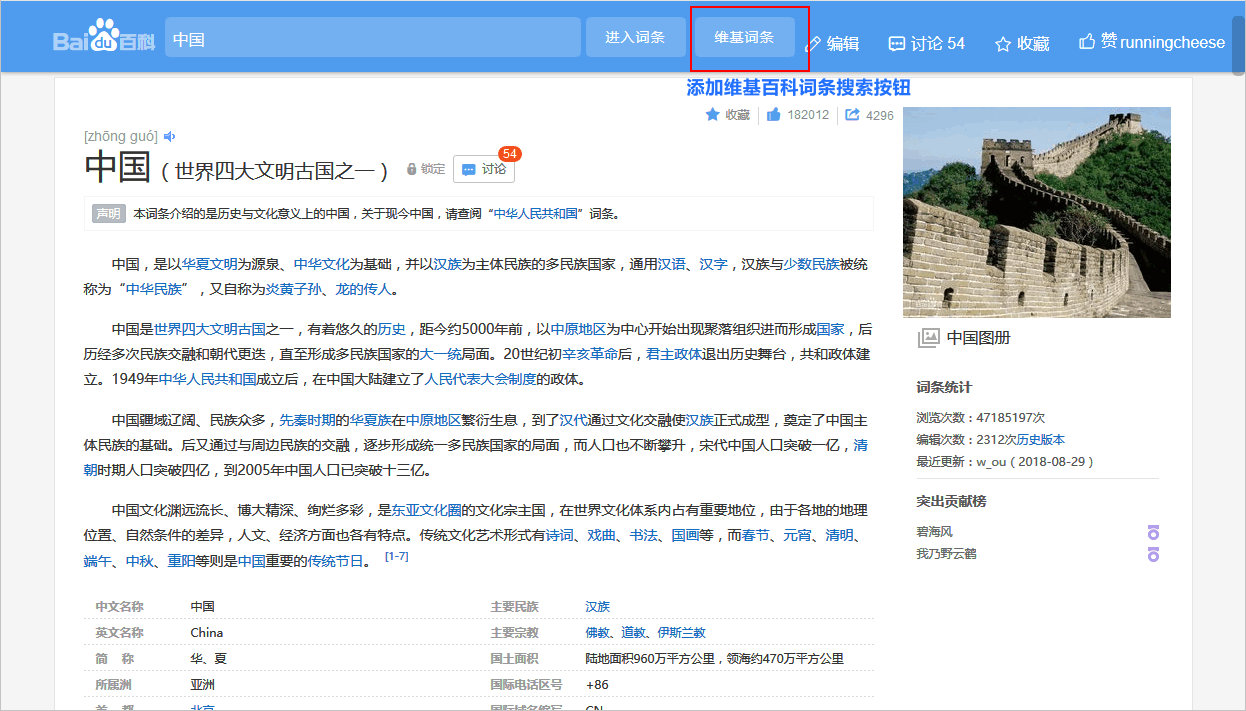 Bai du 百科
中国
进入词条
维基词条
编辑
讨论 54
收藏
赞 runningcheese
添加维基百科词条搜索按钮
收藏
182012
4296
[zhōng guó]
中国（世界四大文明古国之一）
锁定
讨论
54
声明 本词条介绍的是历史与文化意义上的中国，关于现今中国，请查阅“中华人民共和国”词条。
中国，是以华夏文明为源泉、中华文化为基础，并以汉族为主体民族的多民族国家，通用汉语、汉字，汉族与少数民族被统
称为“中华民族”，又自称为炎黄子孙、龙的传人。
中国是世界四大文明古国之一，有着悠久的历史，距今约5000年前，以中原地区为中心开始出现聚落组织进而形成国家，后
历经多次民族交融和朝代更迭，直至形成多民族国家的大一统局面。20世纪初辛亥革命后，君主政体退出历史舞台，共和政体建
立。1949年中华人民共和国成立后，在中国大陆建立了人民代表大会制度的政体。
中国疆域辽阔、民族众多，先秦时期的华夏族在中原地区繁衍生息，到了汉代通过文化交融使汉族正式成型，奠定了中国主
体民族的基础。后又通过与周边民族的交融，逐步形成统一多民族国家的局面，而人口也不断攀升，宋代中国人口突破一亿，清
朝时期人口突破四亿，到2005年中国人口已突破十三亿。
中国文化渊远流长、博大精深、绚烂多彩，是东亚文化圈的文化宗主国，在世界文化体系内占有重要地位，由于各地的地理
位置、自然条件的差异，人文、经济方面也各有特点。传统文化艺术形式有诗词、戏曲、书法、国画等，而春节、元宵、清明、
端午、中秋、重阳等则是中国重要的传统节日。 [1-7]
中文名称 中国 主要民族 汉族
英文名称 China 主要宗教 佛教、道教、伊斯兰教
简 称 华、夏 国土面积 陆地面积960万平方公里，领海约470万平方公里
所属洲 亚洲 国际电话区号 +86
首 都 北京 国际域名缩写 CN
中国图册
词条统计
浏览次数：47185197次
编辑次数：2312次历史版本
最近更新：w_ou（2018-08-29）
突出贡献榜
碧海风
我乃野云鹤